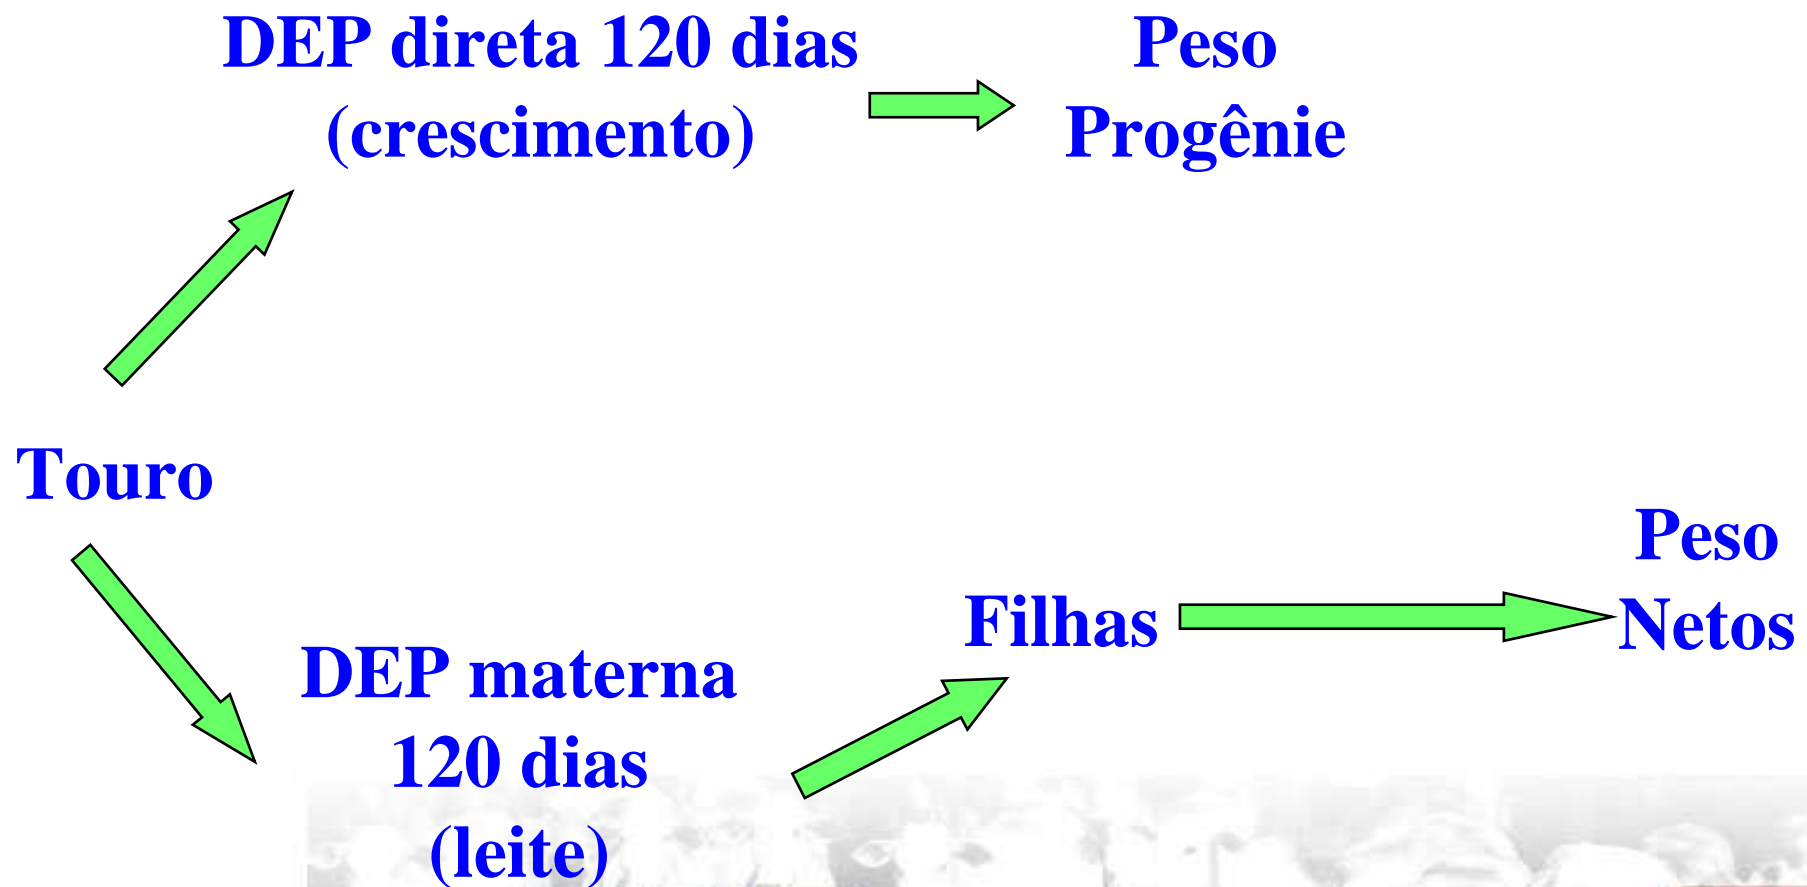 DEP direta 120 dias
(crescimento)
Peso
Progênie
Touro
DEP materna
120 dias
(leite)
Filhas
Peso
Netos